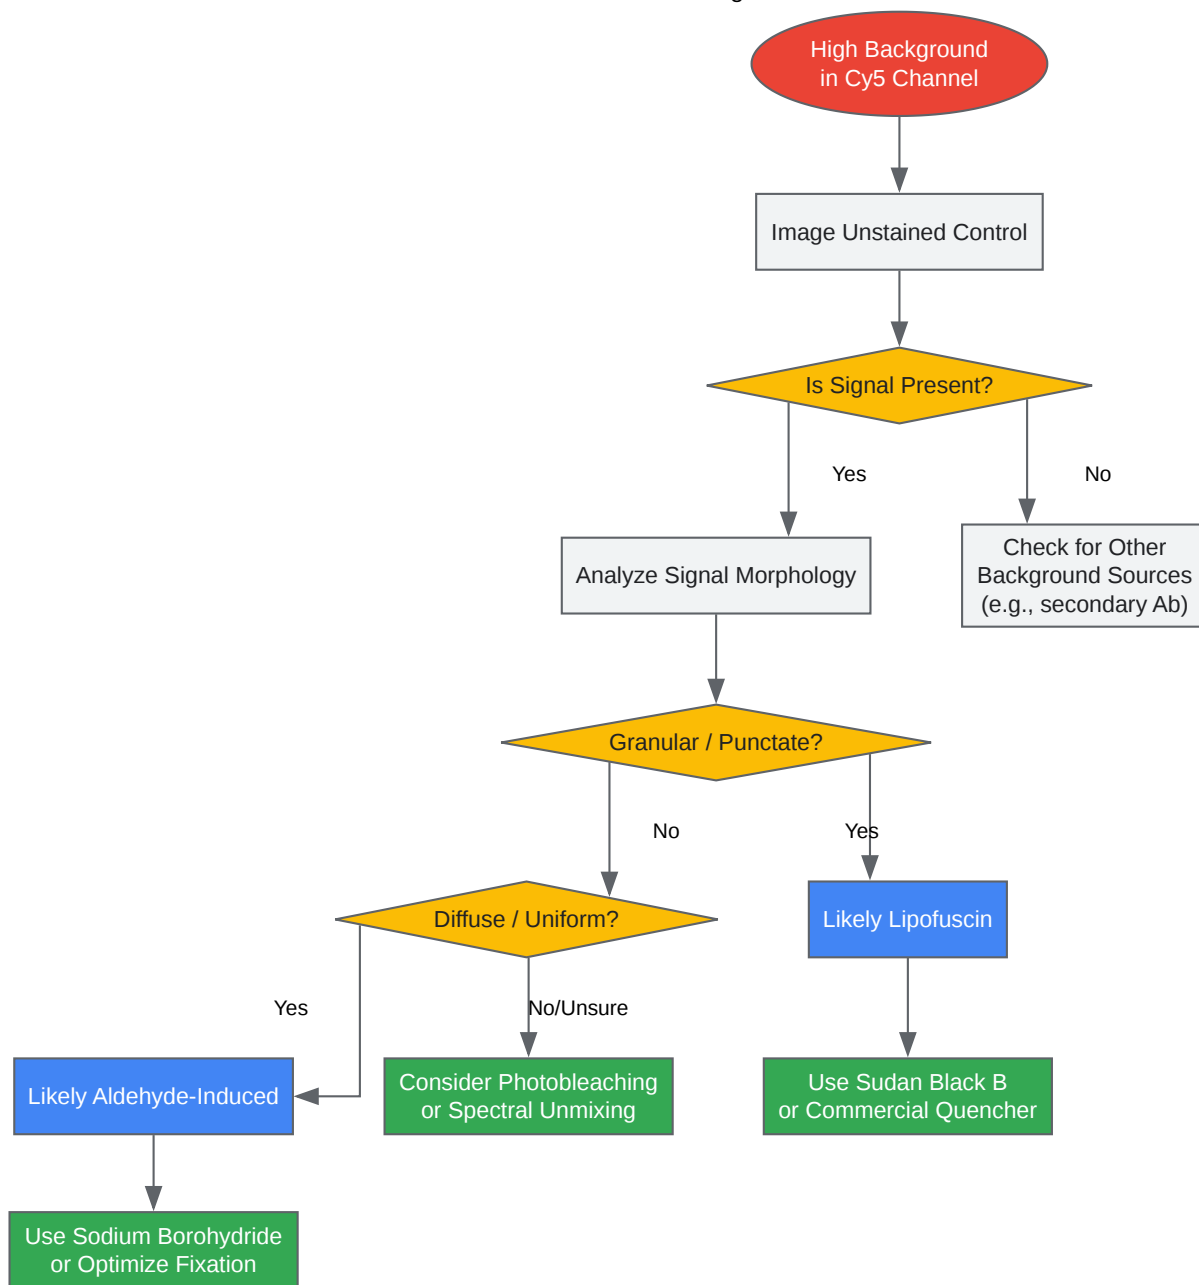 High Background
in Cy5 Channel
Image Unstained Control
Is Signal Present?
Yes
No
Analyze Signal Morphology
Check for Other
Background Sources
(e.g., secondary Ab)
Granular / Punctate?
No
Yes
Diffuse / Uniform?
Likely Lipofuscin
Yes
No/Unsure
Likely Aldehyde-Induced
Consider Photobleaching
or Spectral Unmixing
Use Sudan Black B
or Commercial Quencher
Use Sodium Borohydride
or Optimize Fixation